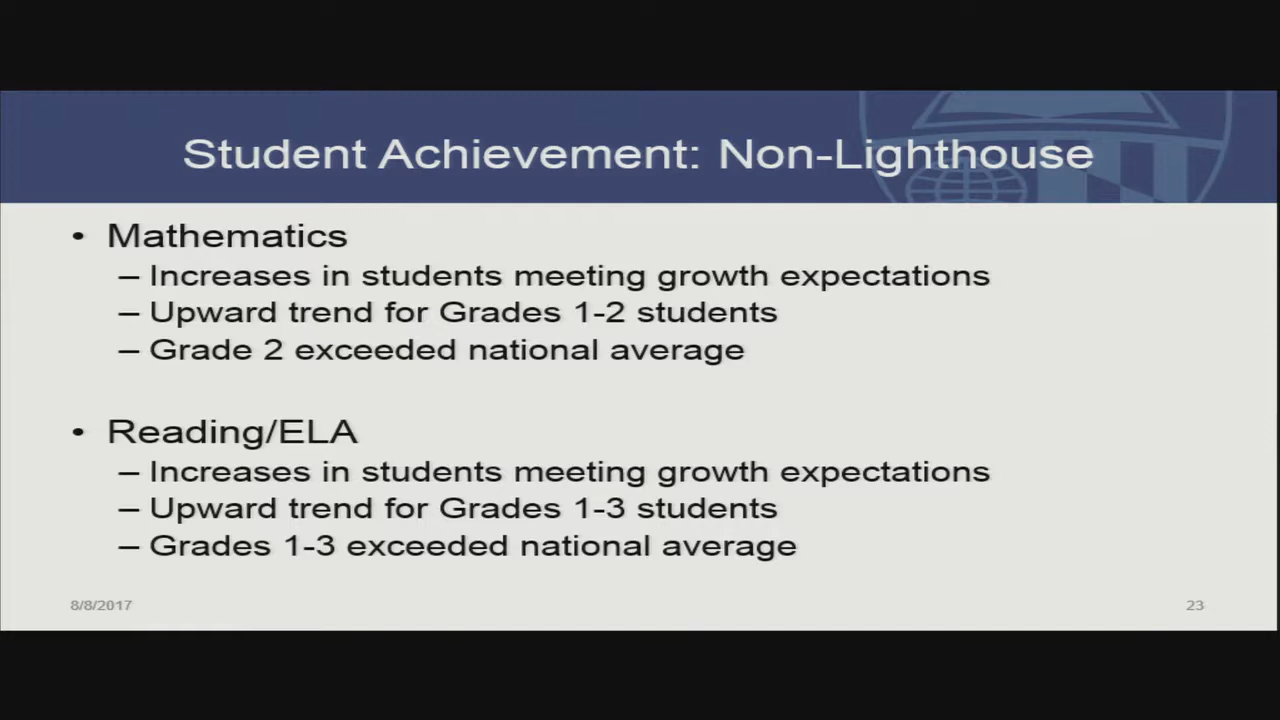 Student Achievement: Non-Lighthouse
• Mathematics
– Increases in students meeting growth expectations
– Upward trend for Grades 1-2 students
– Grade 2 exceeded national average
• Reading/ELA
– Increases in students meeting growth expectations
– Upward trend for Grades 1-3 students
– Grades 1-3 exceeded national average
8/8/2017
23